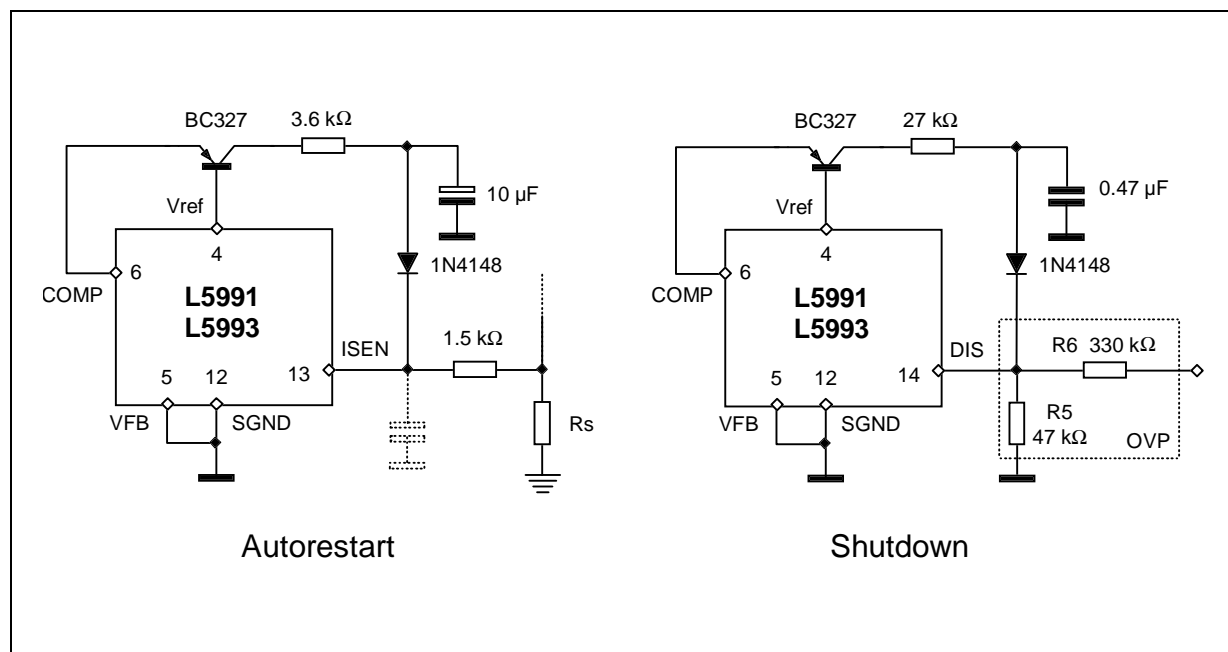 BC327
3.6 kΩ
10 µF
Vref
4
6
COMP
1N4148
L5991
L5993
ISEN
1.5 kΩ
13
5
12
VFB
SGND
Rs
Autorestart
BC327
27 kΩ
0.47 µF
Vref
4
6
COMP
1N4148
L5991
L5993
DIS
R6 330 kΩ
14
5
12
VFB
SGND
R5
47 kΩ
OVP
Shutdown